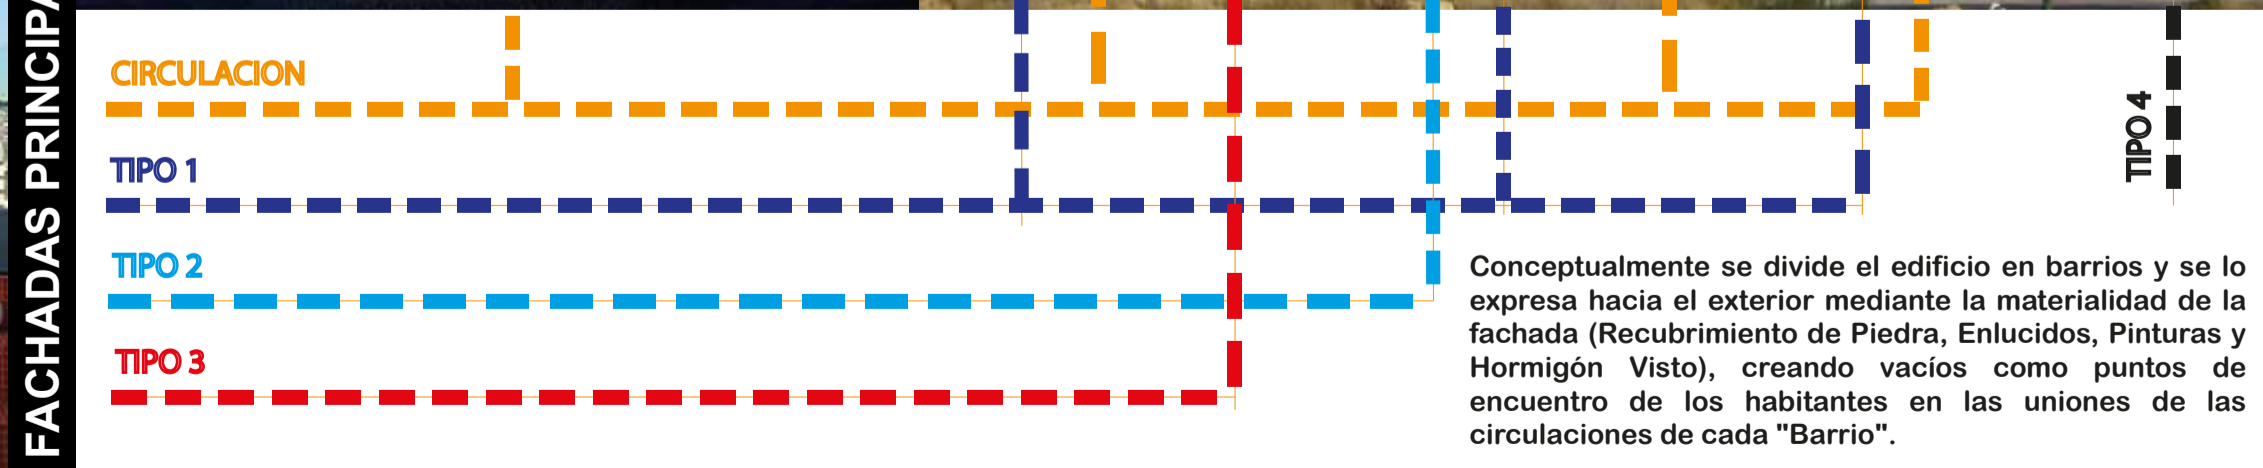 FACHADAS
CIRCULACION
TIPO 1
TIPO 2
TIPO 3
TIPO 4
Conceptualmente se divide el edificio en barrios y se lo
expresa hacia el exterior mediante la materialidad de la
fachada (Recubrimiento de Piedra, Enlucidos, Pinturas y
Hormigón Visto), creando vacíos como puntos de
encuentro de los habitantes en las uniones de las
circulaciones de cada "Barrio".